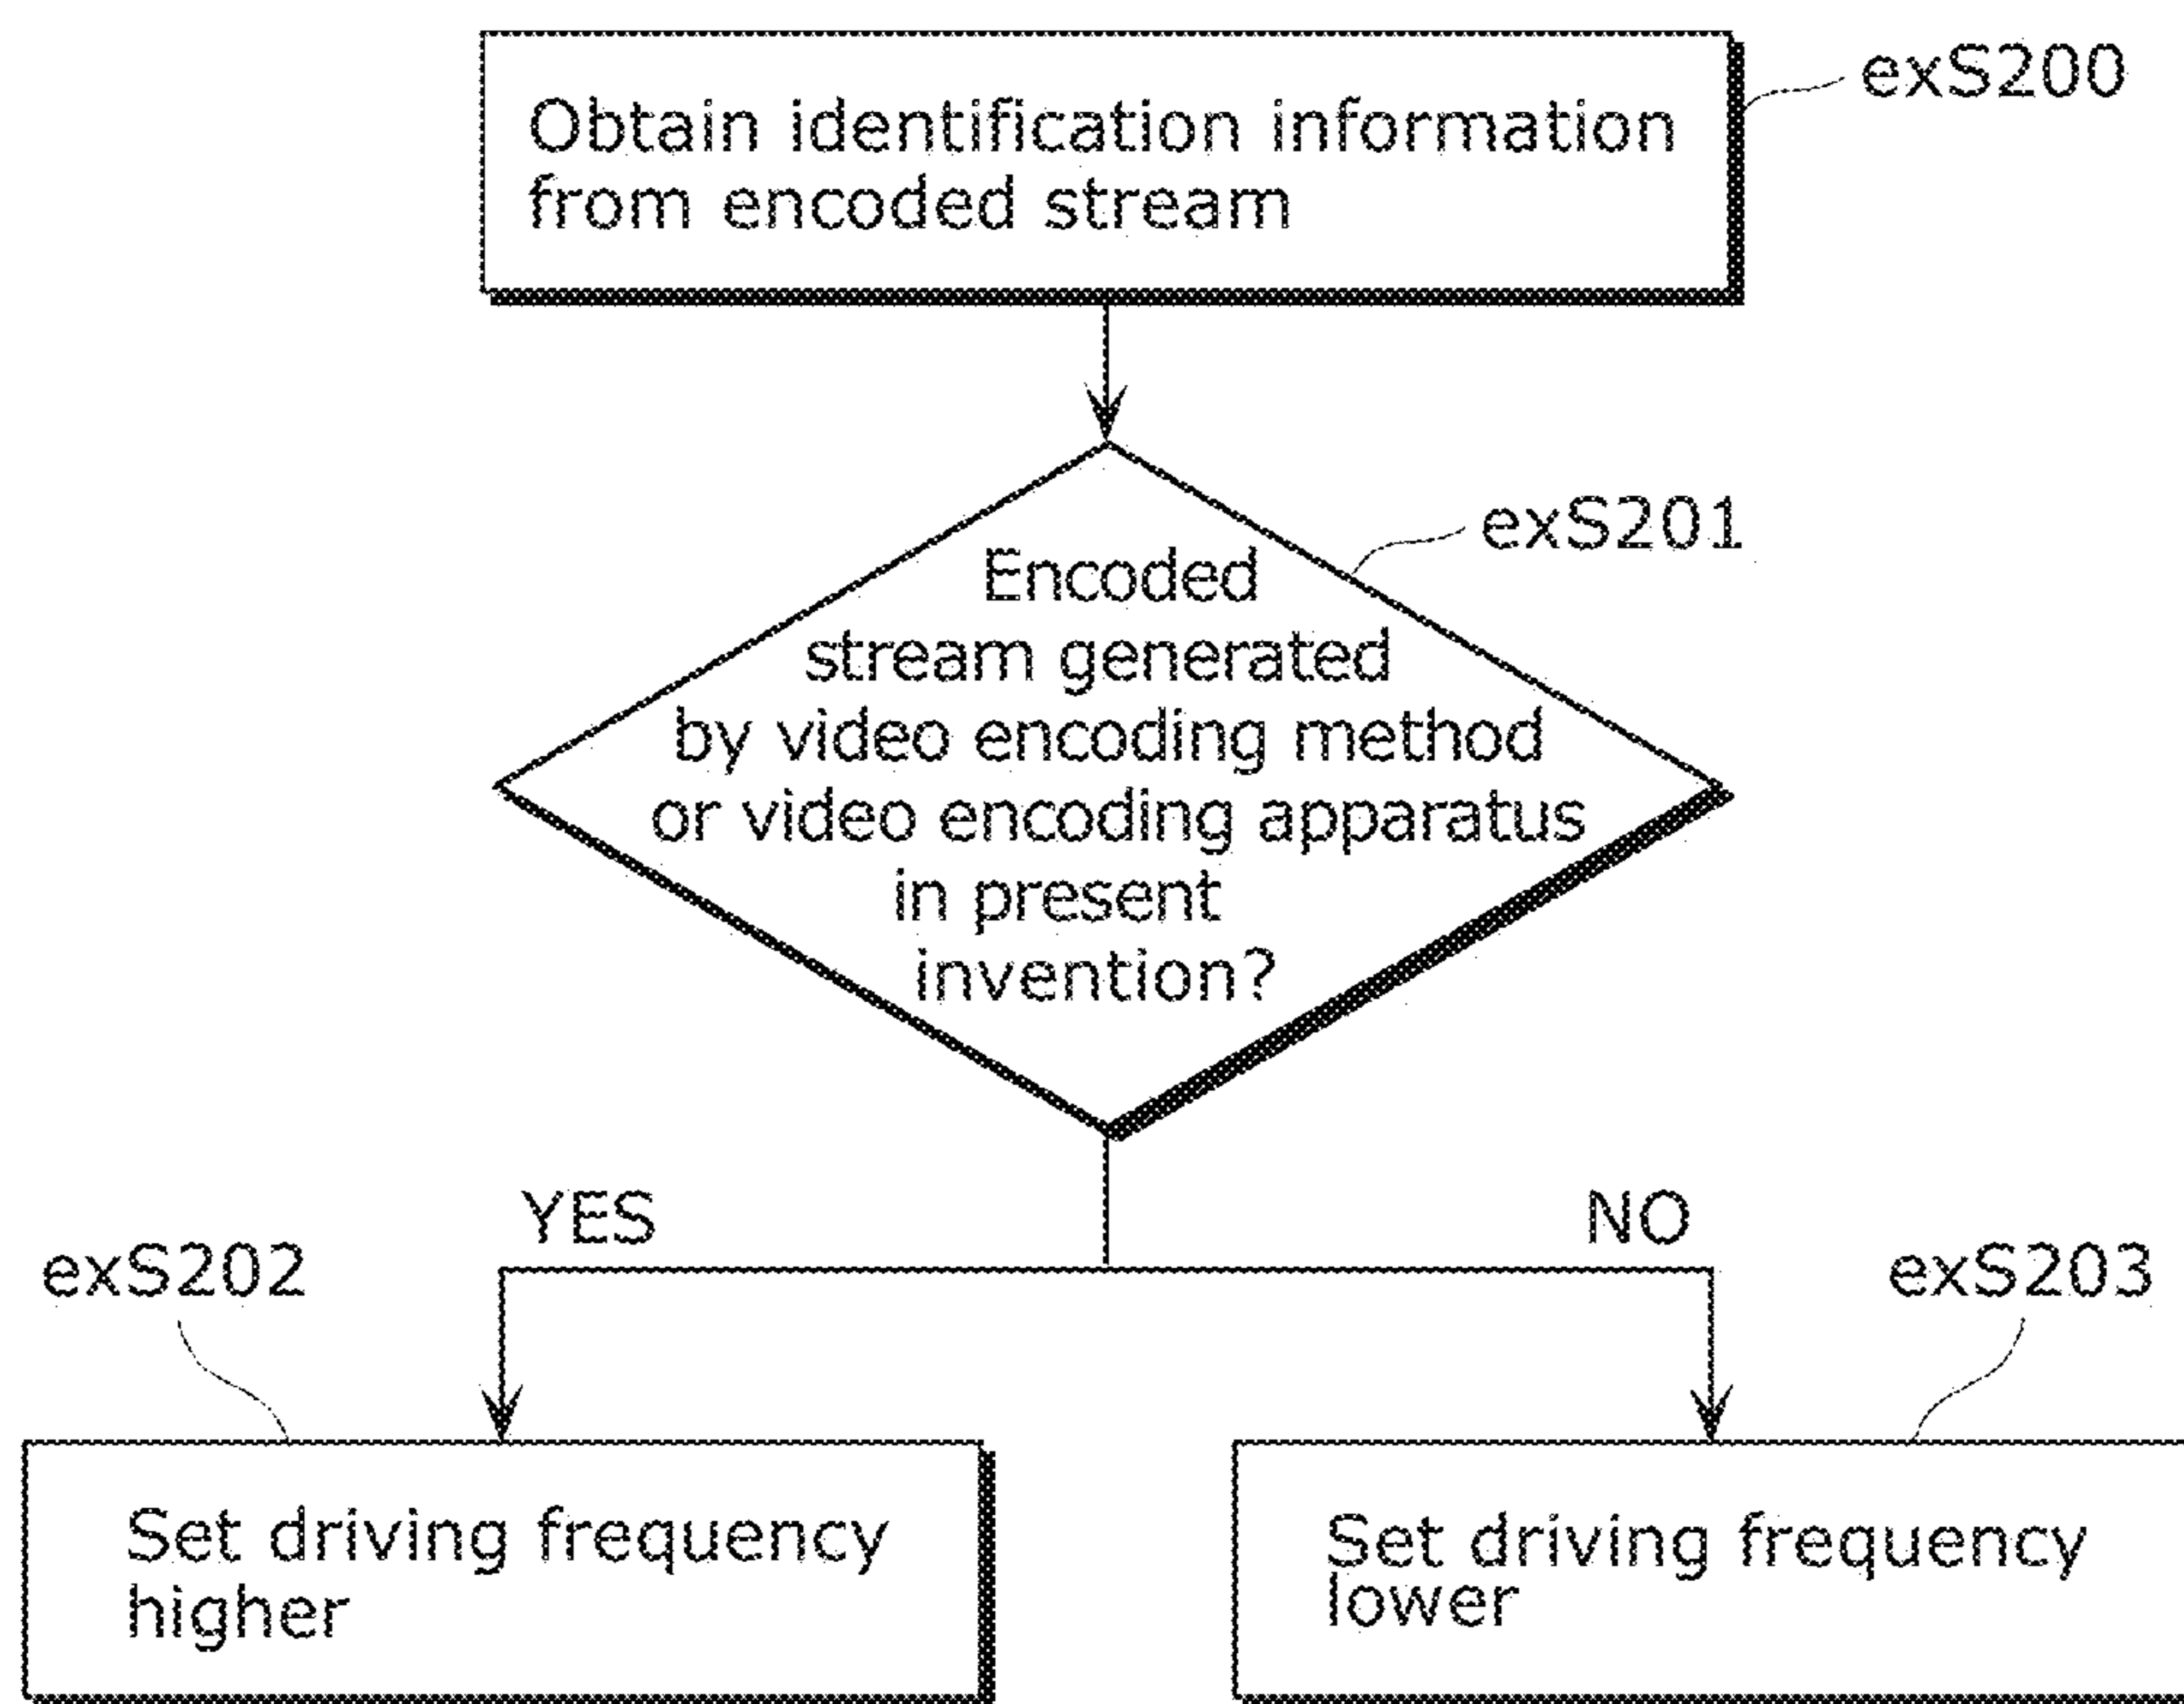 exS200
Obtain identification information
from encoded stream
exS201
Encoded
stream generated
by video encoding method
or video encoding apparatus
in present
invention?
YES
NO
exS202
exS203
Set driving frequency
higher
Set driving frequency
lower